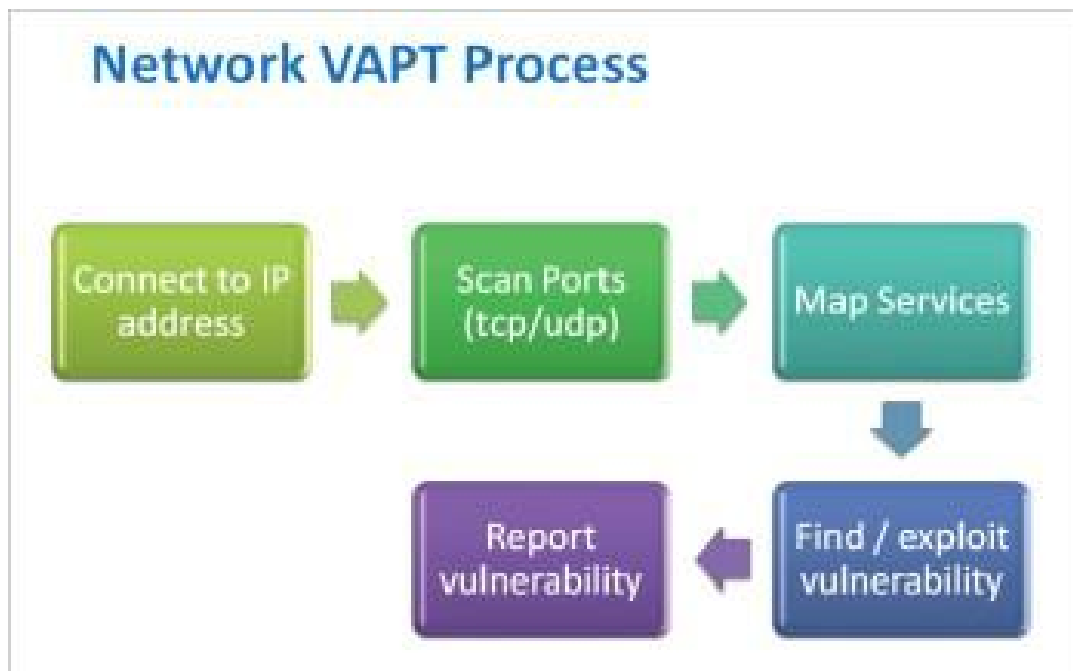 Network VAPT Process
Connect to IP
address
Scan Ports
(tcp/udp)
Map Services
Find / exploit
vulnerability
Report
vulnerability